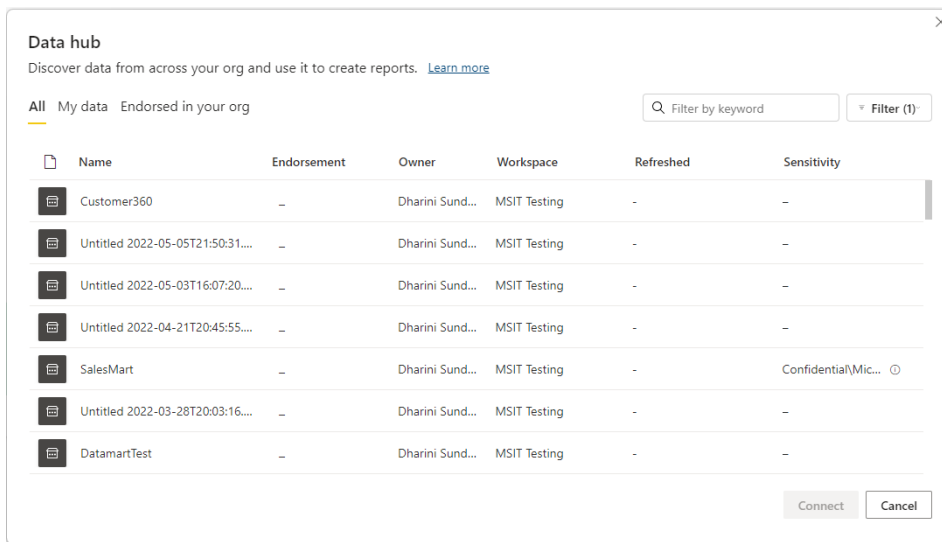 Data hub
Discover data from across your org and use it to create reports. Learn more
All My data Endorsed in your org
Filter by keyword
Filter (1)
Name Endorsement Owner Workspace Refreshed Sensitivity
Customer360 – Dharini Sund... MSIT Testing - –
Untitled 2022-05-05T21:50:31.... – Dharini Sund... MSIT Testing - –
Untitled 2022-05-03T16:07:20.... – Dharini Sund... MSIT Testing - –
Untitled 2022-04-21T20:45:55.... – Dharini Sund... MSIT Testing - –
SalesMart – Dharini Sund... MSIT Testing - Confidential\Mic...
Untitled 2022-03-28T20:03:16.... – Dharini Sund... MSIT Testing - –
DatamartTest – Dharini Sund... MSIT Testing - –
Connect Cancel